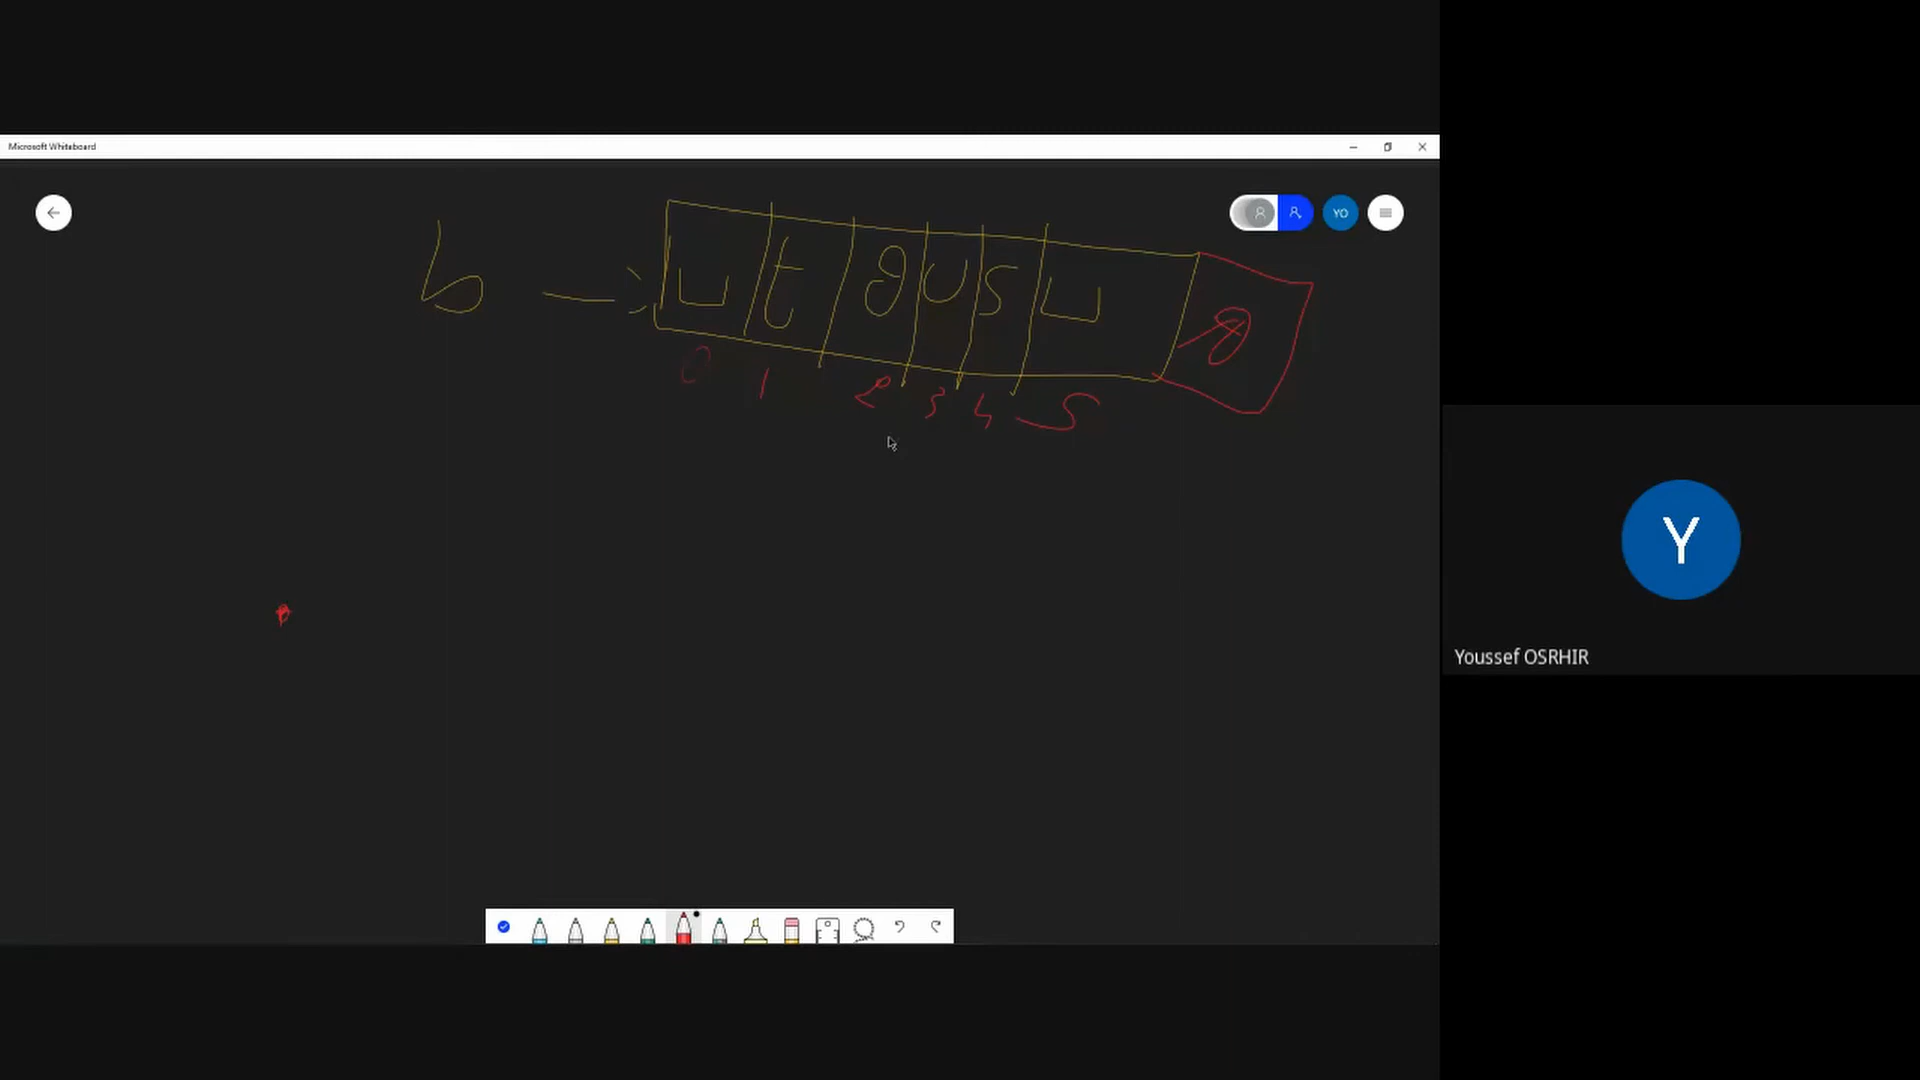 Microsoft Whiteboard
YO
b → ⊔ t o u s ⊔
0 1 2 3 4 5
Y
Youssef OSRHIR